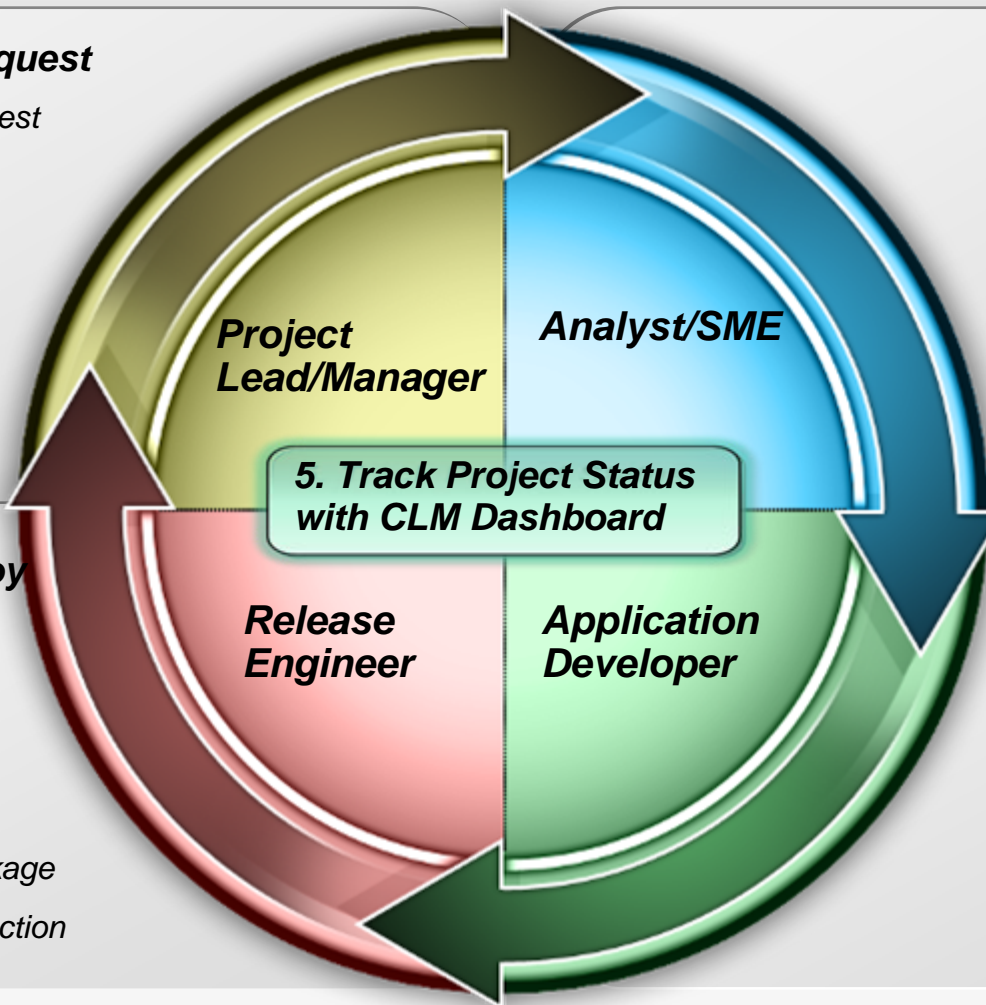 quest
est
Project
Lead/Manager
Analyst/SME
5. Track Project Status
with CLM Dashboard
oy
Release
Engineer
Application
Developer
kage
ction